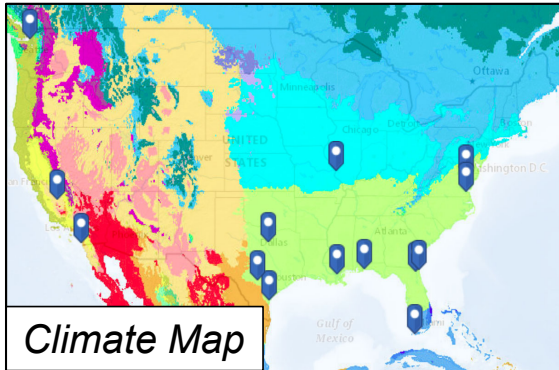 Ottawa
Minneapolis
UNITED
STATES
Chicago
Detroit
Washington D.C.
Dallas
Atlanta
Gulf of
Mexico
Climate Map